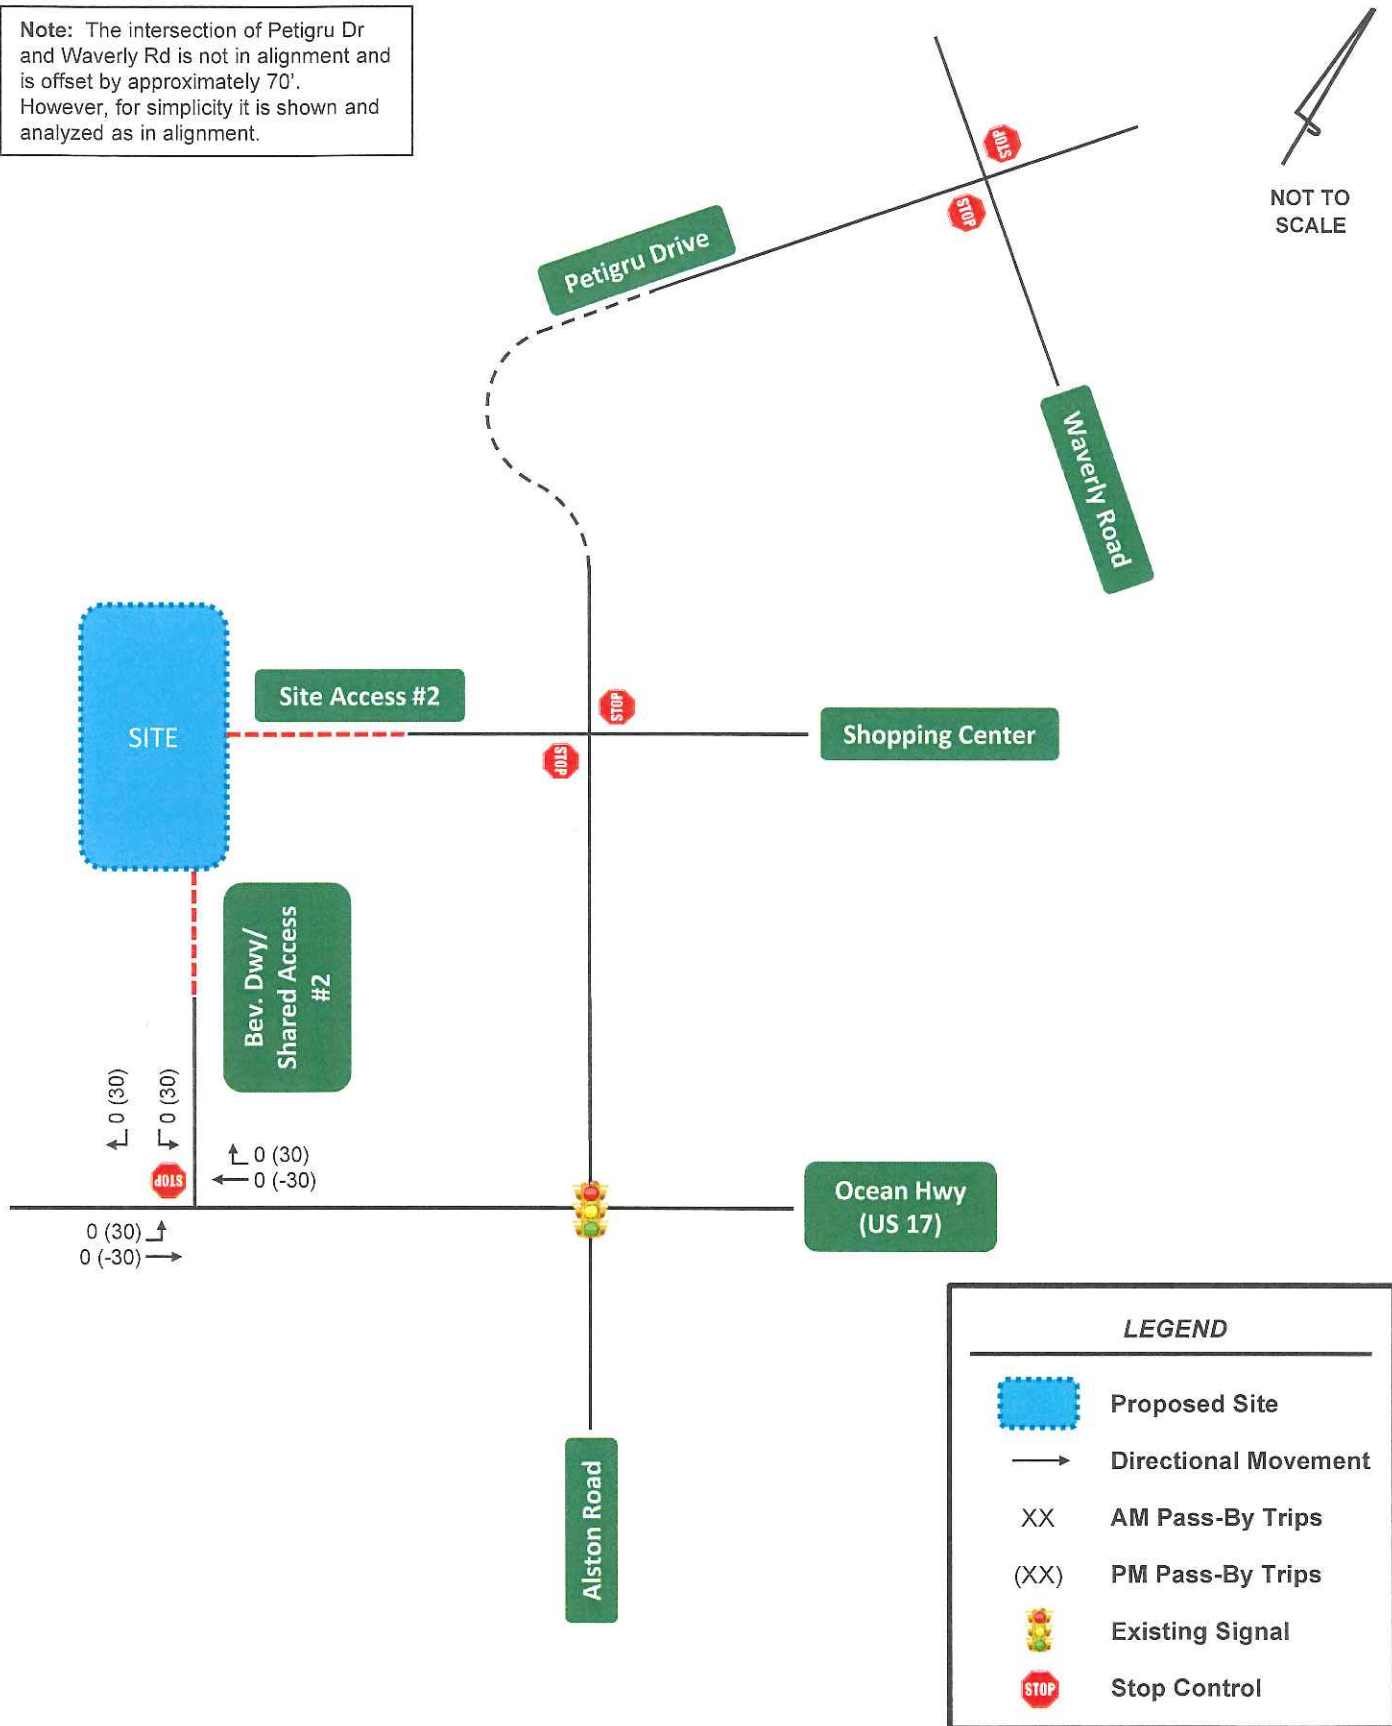 Note: The intersection of Petigru Dr
and Waverly Rd is not in alignment and
is offset by approximately 70'.
However, for simplicity it is shown and
analyzed as in alignment.
NOT TO
SCALE
STOP
STOP
Petigru Drive
Waverly Road
SITE
Site Access #2
STOP
STOP
Shopping Center
Bev. Dwy/
Shared Access
#2
0 (30)
0 (30)
STOP
0 (30)
0 (-30)
0 (30)
0 (-30)
Ocean Hwy
(US 17)
Alston Road
LEGEND
Proposed Site
Directional Movement
XX AM Pass-By Trips
(XX) PM Pass-By Trips
Existing Signal
STOP Stop Control